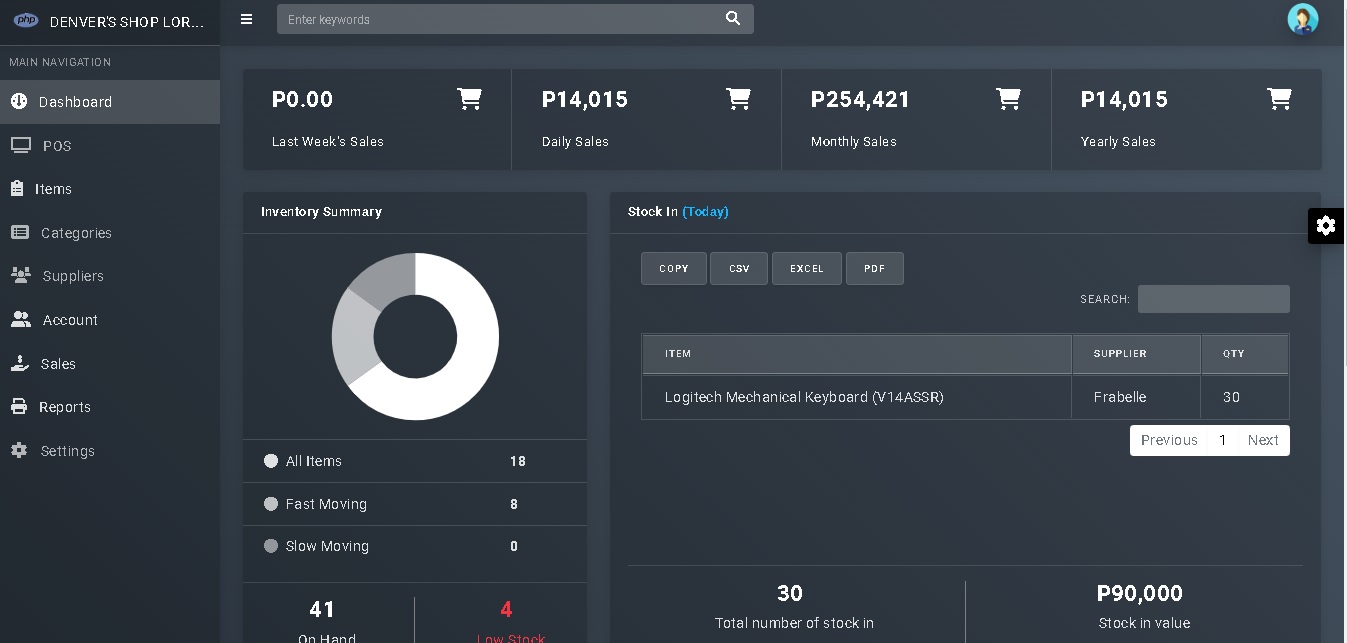 php DENVER'S SHOP LOR...
Enter keywords
MAIN NAVIGATION
Dashboard
POS
Items
Categories
Suppliers
Account
Sales
Reports
Settings
P0.00
Last Week's Sales
P14,015
Daily Sales
P254,421
Monthly Sales
P14,015
Yearly Sales
Inventory Summary
All Items 18
Fast Moving 8
Slow Moving 0
41
On Hand
4
Low Stock
Stock In (Today)
COPY CSV EXCEL PDF
SEARCH:
ITEM SUPPLIER QTY
Logitech Mechanical Keyboard (V14ASSR) Frabelle 30
Previous 1 Next
30
Total number of stock in
P90,000
Stock in value